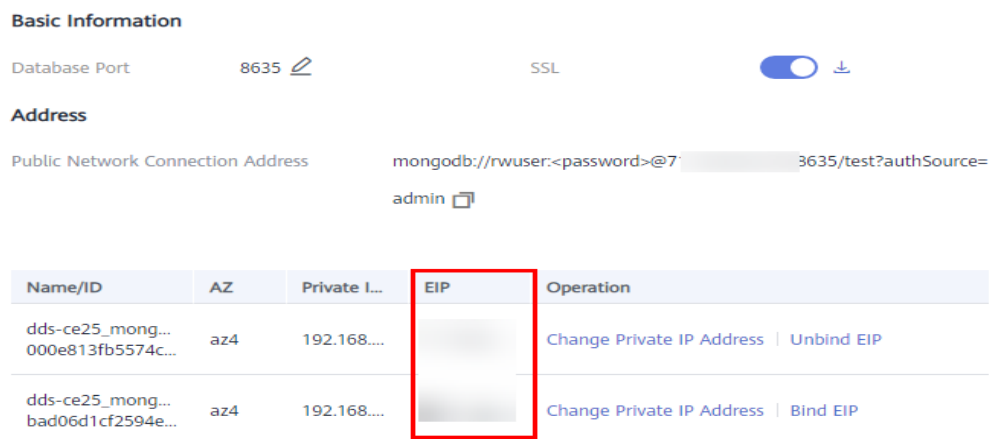 Basic Information
Database Port 8635 SSL
Address
Public Network Connection Address mongodb://rwuser:<password>@7 8635/test?authSource=
admin
Name/ID AZ Private I... EIP Operation
dds-ce25_mong...
000e813fb5574c... az4 192.168.... Change Private IP Address Unbind EIP
dds-ce25_mong...
bad06d1cf2594e... az4 192.168.... Change Private IP Address Bind EIP